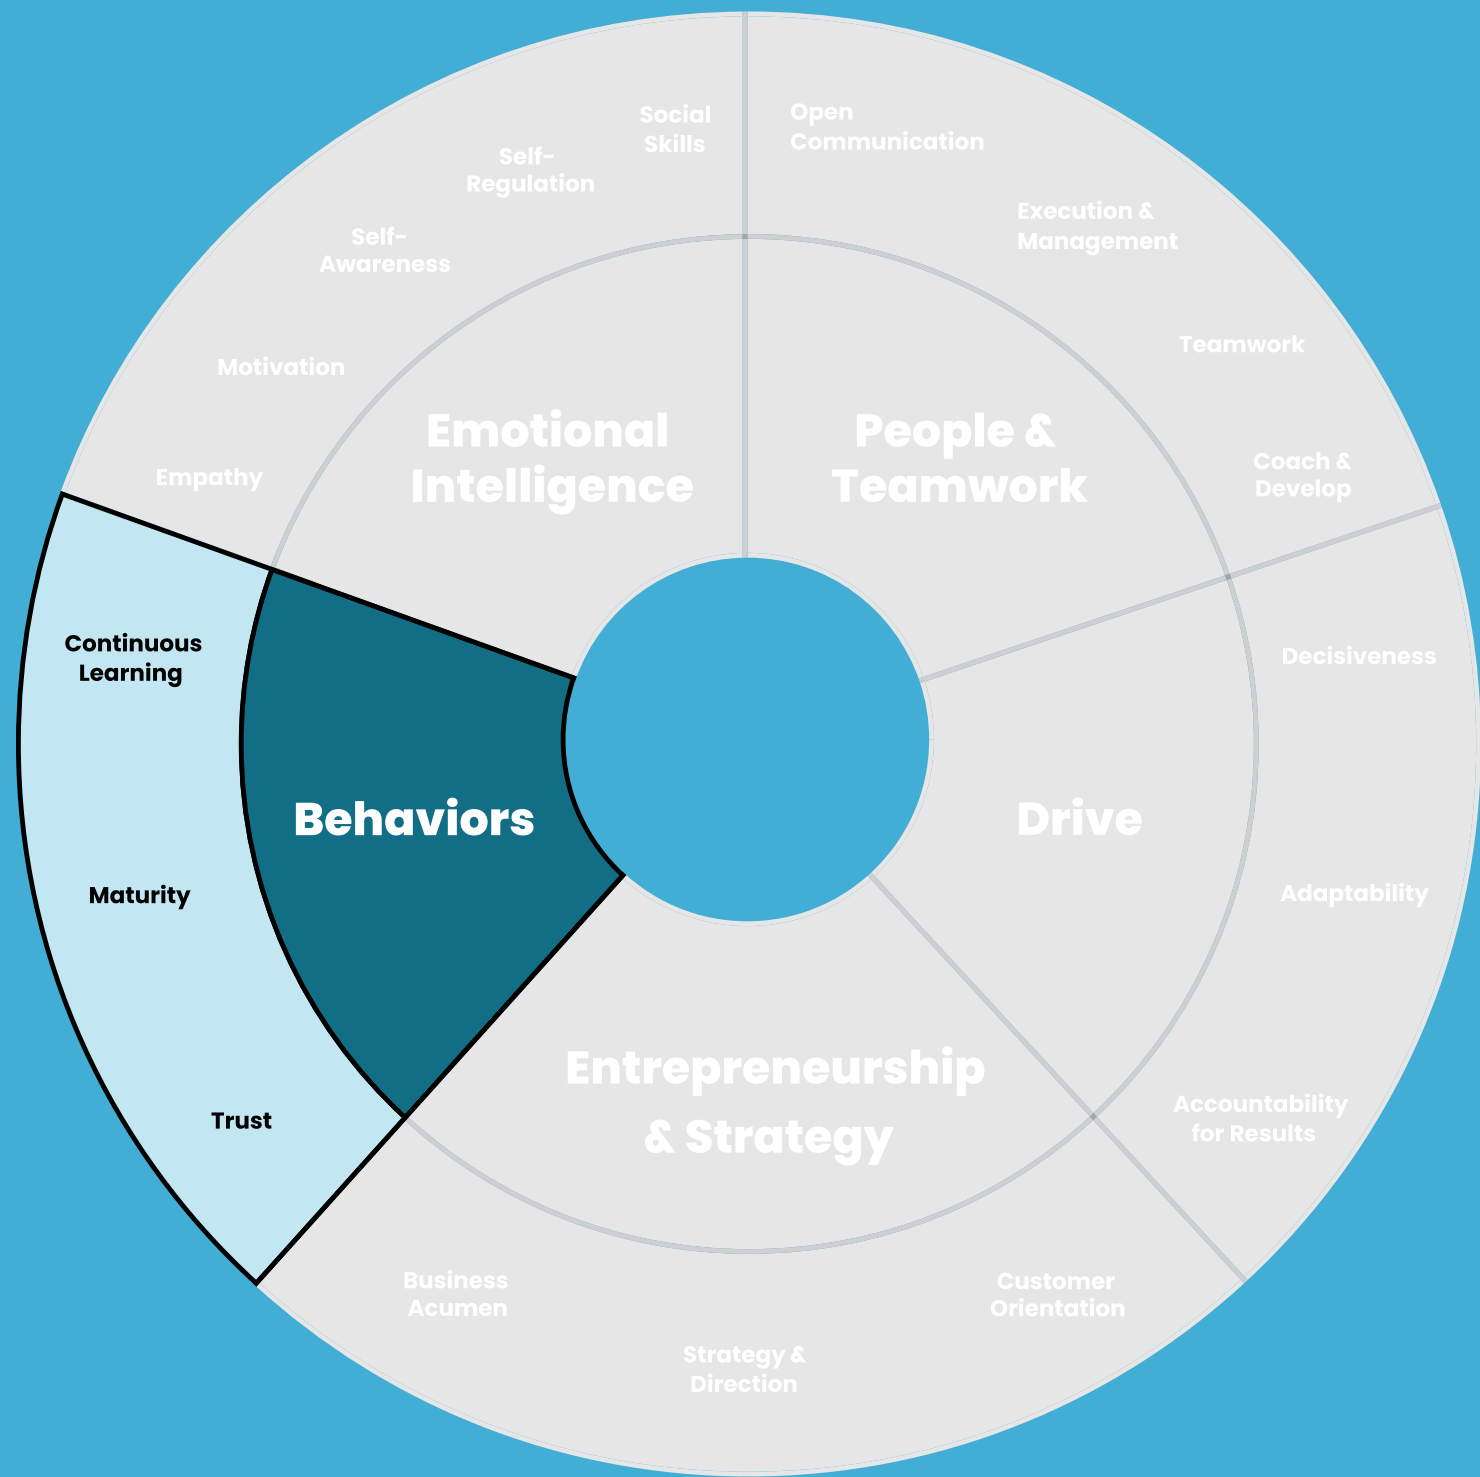 Social
Skills
Open
Communication
Self-
Regulation
Execution &
Management
Self-
Awareness
Teamwork
Motivation
Emotional
Intelligence
People &
Teamwork
Empathy
Coach &
Develop
Continuous
Learning
Decisiveness
Behaviors
Drive
Maturity
Adaptability
Trust
Entrepreneurship
& Strategy
Accountability
for Results
Business
Acumen
Customer
Orientation
Strategy &
Direction